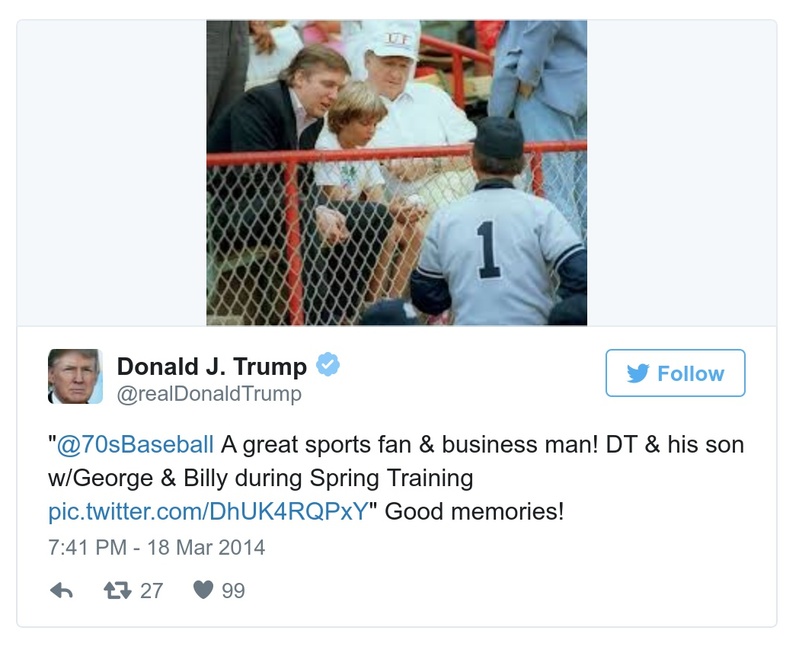 1
Donald J. Trump
@realDonaldTrump
Follow
"@70sBaseball A great sports fan & business man! DT & his son
w/George & Billy during Spring Training
pic.twitter.com/DhUK4RQPxY" Good memories!
7:41 PM - 18 Mar 2014
27
99